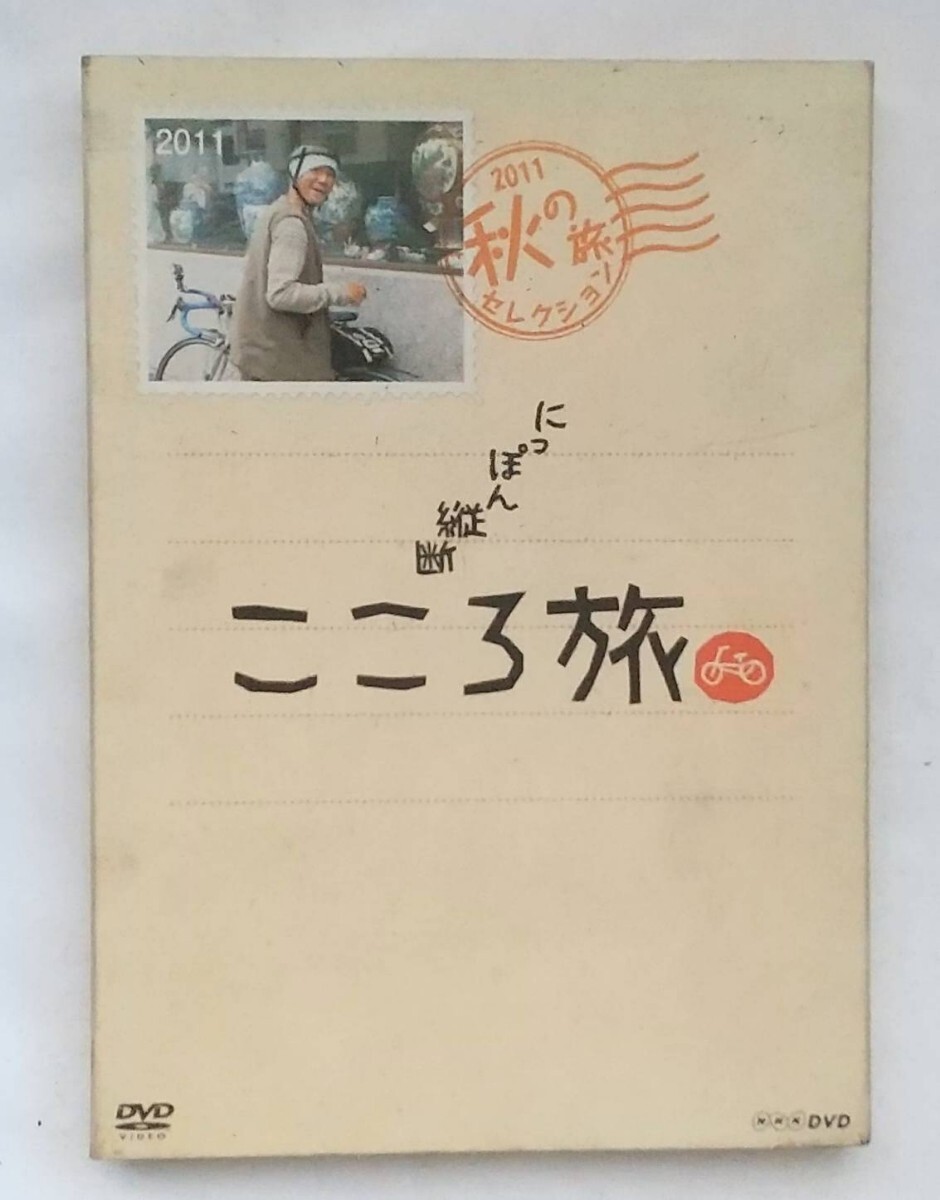 2011
2011
秋の旅
セレクション
にっぽん
縦断
こころ旅
DVD
VIDEO
NHK DVD